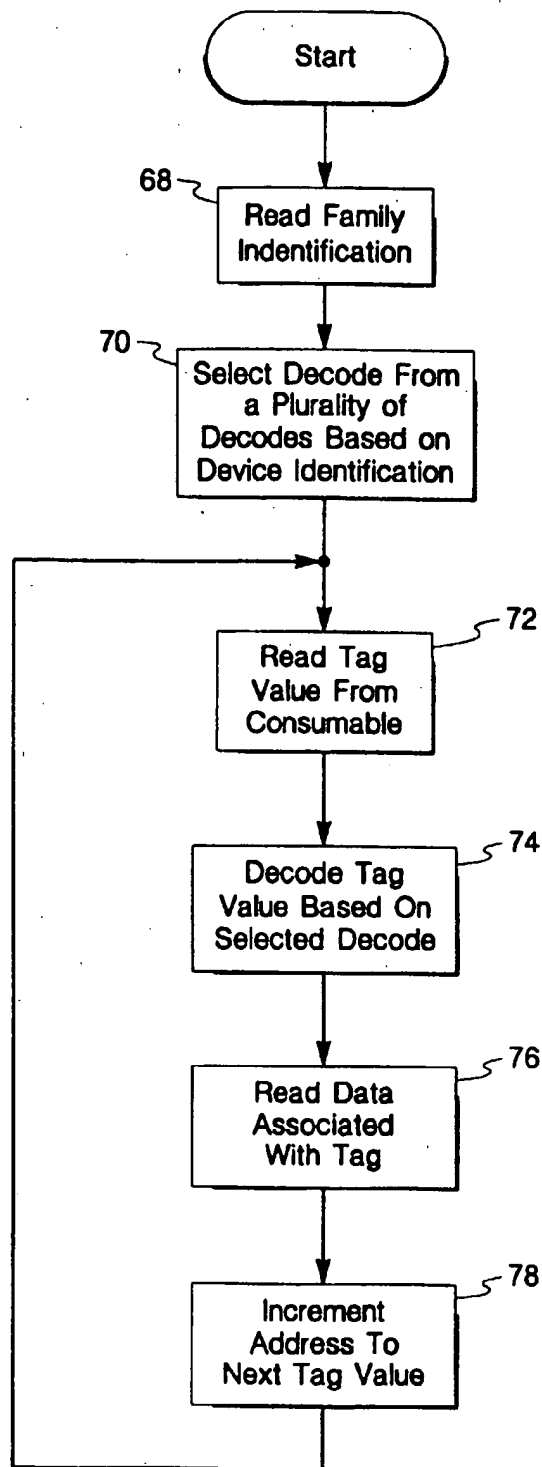 Start
68
Read Family
Indentification
70
Select Decode From
a Plurality of
Decodes Based on
Device Identification
72
Read Tag
Value From
Consumable
74
Decode Tag
Value Based On
Selected Decode
76
Read Data
Associated
With Tag
78
Increment
Address To
Next Tag Value